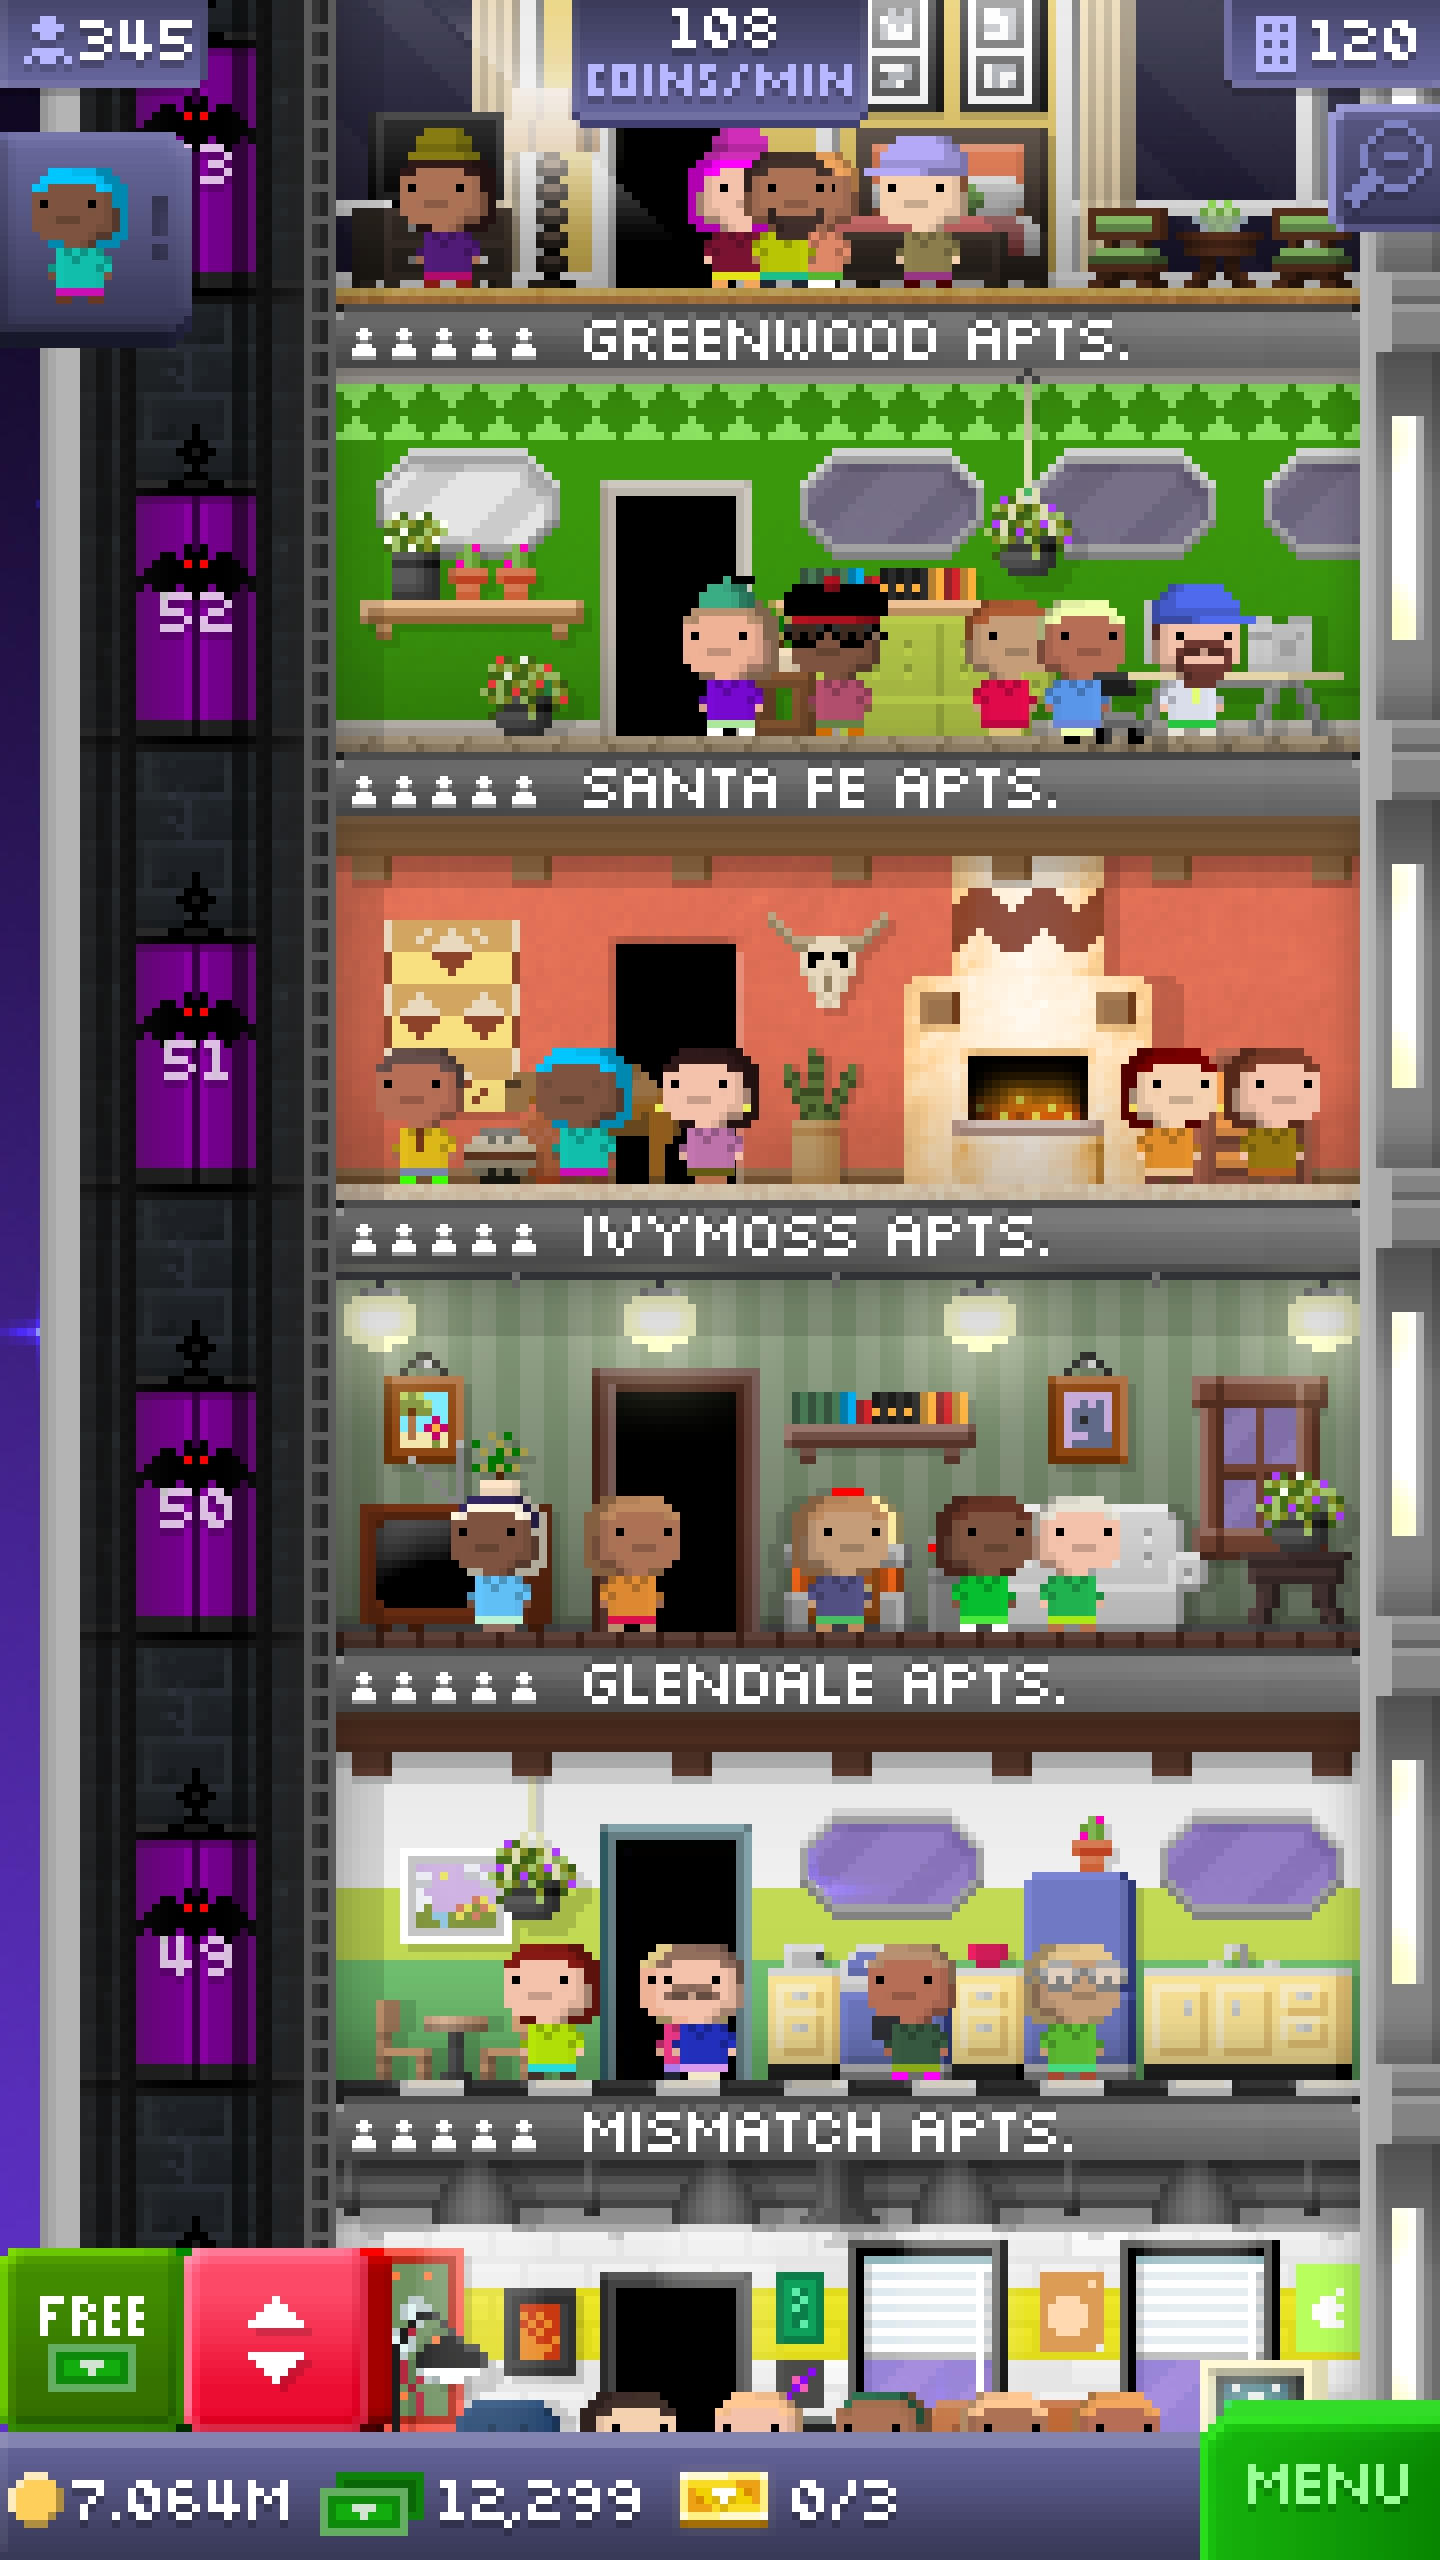 345
108
COINS/MIN
120
3
GREENWOOD APTS.
52
SANTA FE APTS.
51
IVYMOSS APTS.
50
GLENDALE APTS.
49
MISMATCH APTS.
FREE
7.064M
12,299
0/3
MENU